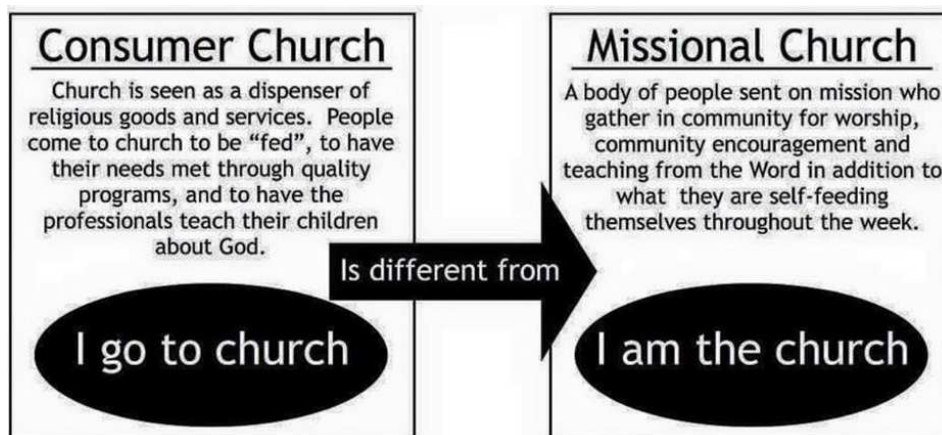 Consumer Church
Church is seen as a dispenser of
religious goods and services. People
come to church to be “fed”, to have
their needs met through quality
programs, and to have the
professionals teach their children
about God.
I go to church
Is different from
Missional Church
A body of people sent on mission who
gather in community for worship,
community encouragement and
teaching from the Word in addition to
what they are self-feeding
themselves throughout the week.
I am the church